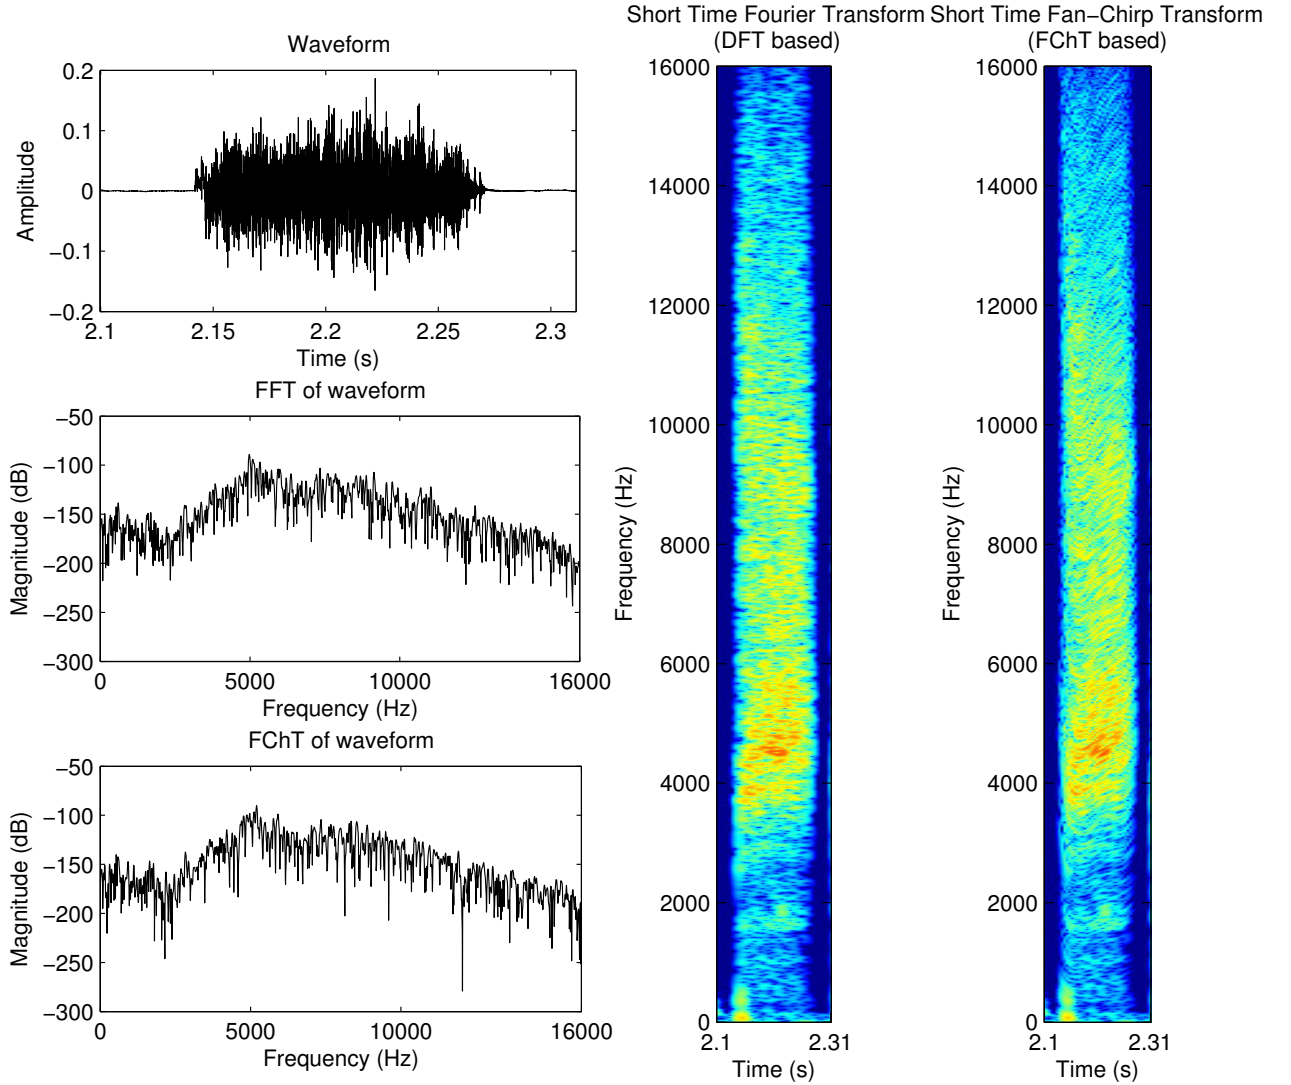 Waveform
0.2
0.1
0
−0.1
−0.2
Amplitude
2.1 2.15 2.2 2.25 2.3
Time (s)
FFT of waveform
−50
−100
−150
−200
−250
−300
Magnitude (dB)
0 5000 10000 16000
Frequency (Hz)
FChT of waveform
−50
−100
−150
−200
−250
−300
Magnitude (dB)
0 5000 10000 16000
Frequency (Hz)
Short Time Fourier Transform
(DFT based)
16000
14000
12000
10000
8000
6000
4000
2000
0
Frequency (Hz)
2.1 2.31
Time (s)
Short Time Fan−Chirp Transform
(FChT based)
16000
14000
12000
10000
8000
6000
4000
2000
0
Frequency (Hz)
2.1 2.31
Time (s)